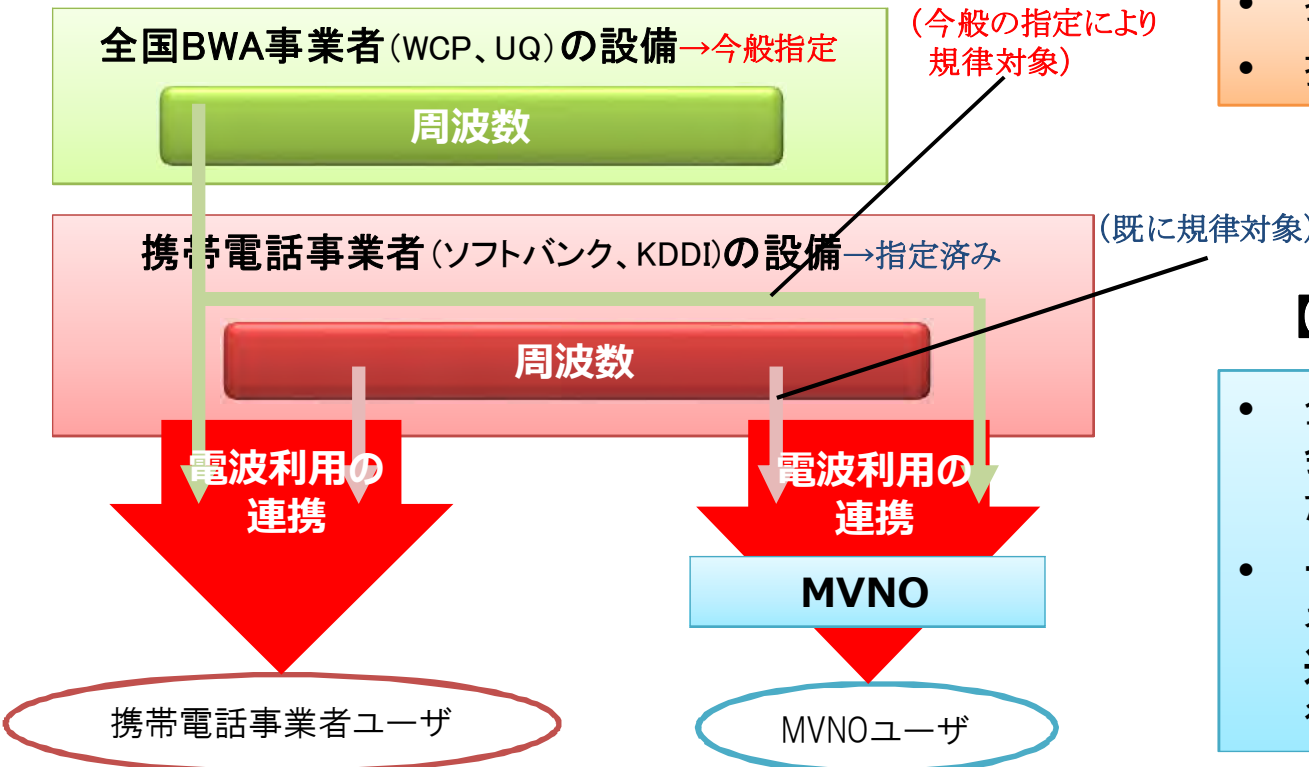 全国BWA事業者(WCP、UQ)の設備→今般指定
周波数
(今般の指定により
規律対象)
携帯電話事業者(ソフトバンク、KDDI)の設備→指定済み
(既に規律対象)
周波数
電波利用の
連携
電波利用の
連携
MVNO
携帯電話事業者ユーザ
MVNOユーザ